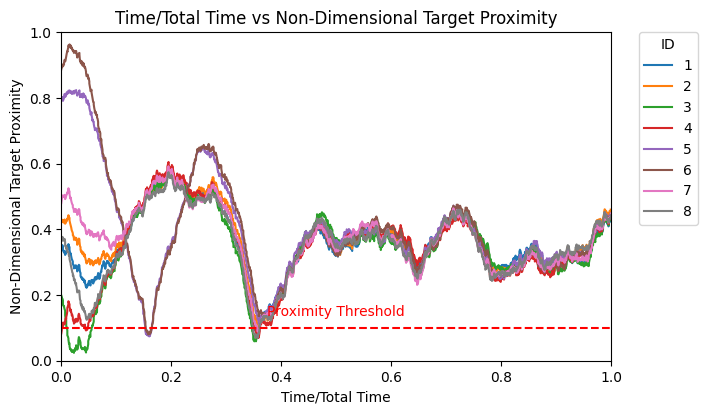 Time/Total Time vs Non-Dimensional Target Proximity
Non-Dimensional Target Proximity
1.0
0.8
0.6
0.4
0.2
0.0
Proximity Threshold
0.0 0.2 0.4 0.6 0.8 1.0
Time/Total Time
ID
1
2
3
4
5
6
7
8